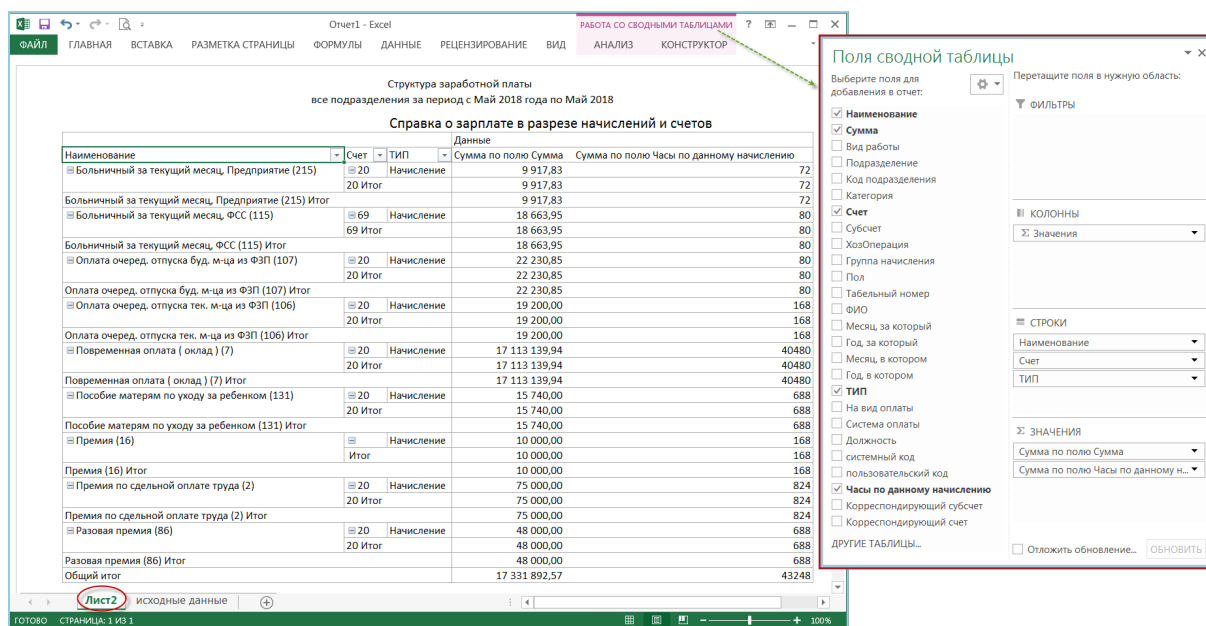 Отчет1 - Excel
РАБОТА СО СВОДНЫМИ ТАБЛИЦАМИ
?
ФАЙЛ ГЛАВНАЯ ВСТАВКА РАЗМЕТКА СТРАНИЦЫ ФОРМУЛЫ ДАННЫЕ РЕЦЕНЗИРОВАНИЕ ВИД АНАЛИЗ КОНСТРУКТОР
Структура заработной платы
все подразделения за период с Май 2018 года по Май 2018
Справка о зарплате в разрезе начислений и счетов
Данные
Наименование Счет ТИП Сумма по полю Сумма Сумма по полю Часы по данному начислению
Больничный за текущий месяц, Предприятие (215) 20 Начисление 9 917,83 72
20 Итог 9 917,83 72
Больничный за текущий месяц, Предприятие (215) Итог 9 917,83 72
Больничный за текущий месяц, ФСС (115) 69 Начисление 18 663,95 80
69 Итог 18 663,95 80
Больничный за текущий месяц, ФСС (115) Итог 18 663,95 80
Оплата очеред. отпуска буд. м-ца из ФЗП (107) 20 Начисление 22 230,85 80
20 Итог 22 230,85 80
Оплата очеред. отпуска буд. м-ца из ФЗП (107) Итог 22 230,85 80
Оплата очеред. отпуска тек. м-ца из ФЗП (106) 20 Начисление 19 200,00 168
20 Итог 19 200,00 168
Оплата очеред. отпуска тек. м-ца из ФЗП (106) Итог 19 200,00 168
Повременная оплата ( оклад ) (7) 20 Начисление 17 113 139,94 40480
20 Итог 17 113 139,94 40480
Повременная оплата ( оклад ) (7) Итог 17 113 139,94 40480
Пособие матерям по уходу за ребенком (131) 20 Начисление 15 740,00 688
20 Итог 15 740,00 688
Пособие матерям по уходу за ребенком (131) Итог 15 740,00 688
Премия (16) Начисление 10 000,00 168
Итог 10 000,00 168
Премия (16) Итог 10 000,00 168
Премия по сдельной оплате труда (2) 20 Начисление 75 000,00 824
20 Итог 75 000,00 824
Премия по сдельной оплате труда (2) Итог 75 000,00 824
Разовая премия (86) 20 Начисление 48 000,00 688
20 Итог 48 000,00 688
Разовая премия (86) Итог 48 000,00 688
Общий итог 17 331 892,57 43248
Лист2 исходные данные
ГОТОВО СТРАНИЦА: 1 ИЗ 1 100%
Поля сводной таблицы
Выберите поля для
добавления в отчет:
Наименование
Сумма
Вид работы
Подразделение
Код подразделения
Категория
Счет
Субсчет
ХозОперация
Группа начисления
Пол
Табельный номер
ФИО
Месяц, за который
Год, за который
Месяц, в котором
Год, в котором
ТИП
На вид оплаты
Система оплаты
Должность
системный код
пользовательский код
Часы по данному начислению
Корреспондирующий субсчет
Корреспондирующий счет
ДРУГИЕ ТАБЛИЦЫ...
Перетащите поля в нужную область:
ФИЛЬТРЫ
КОЛОННЫ
Σ Значения
СТРОКИ
Наименование
Счет
ТИП
Σ ЗНАЧЕНИЯ
Сумма по полю Сумма
Сумма по полю Часы по данному н...
Отложить обновление... ОБНОВИТЬ